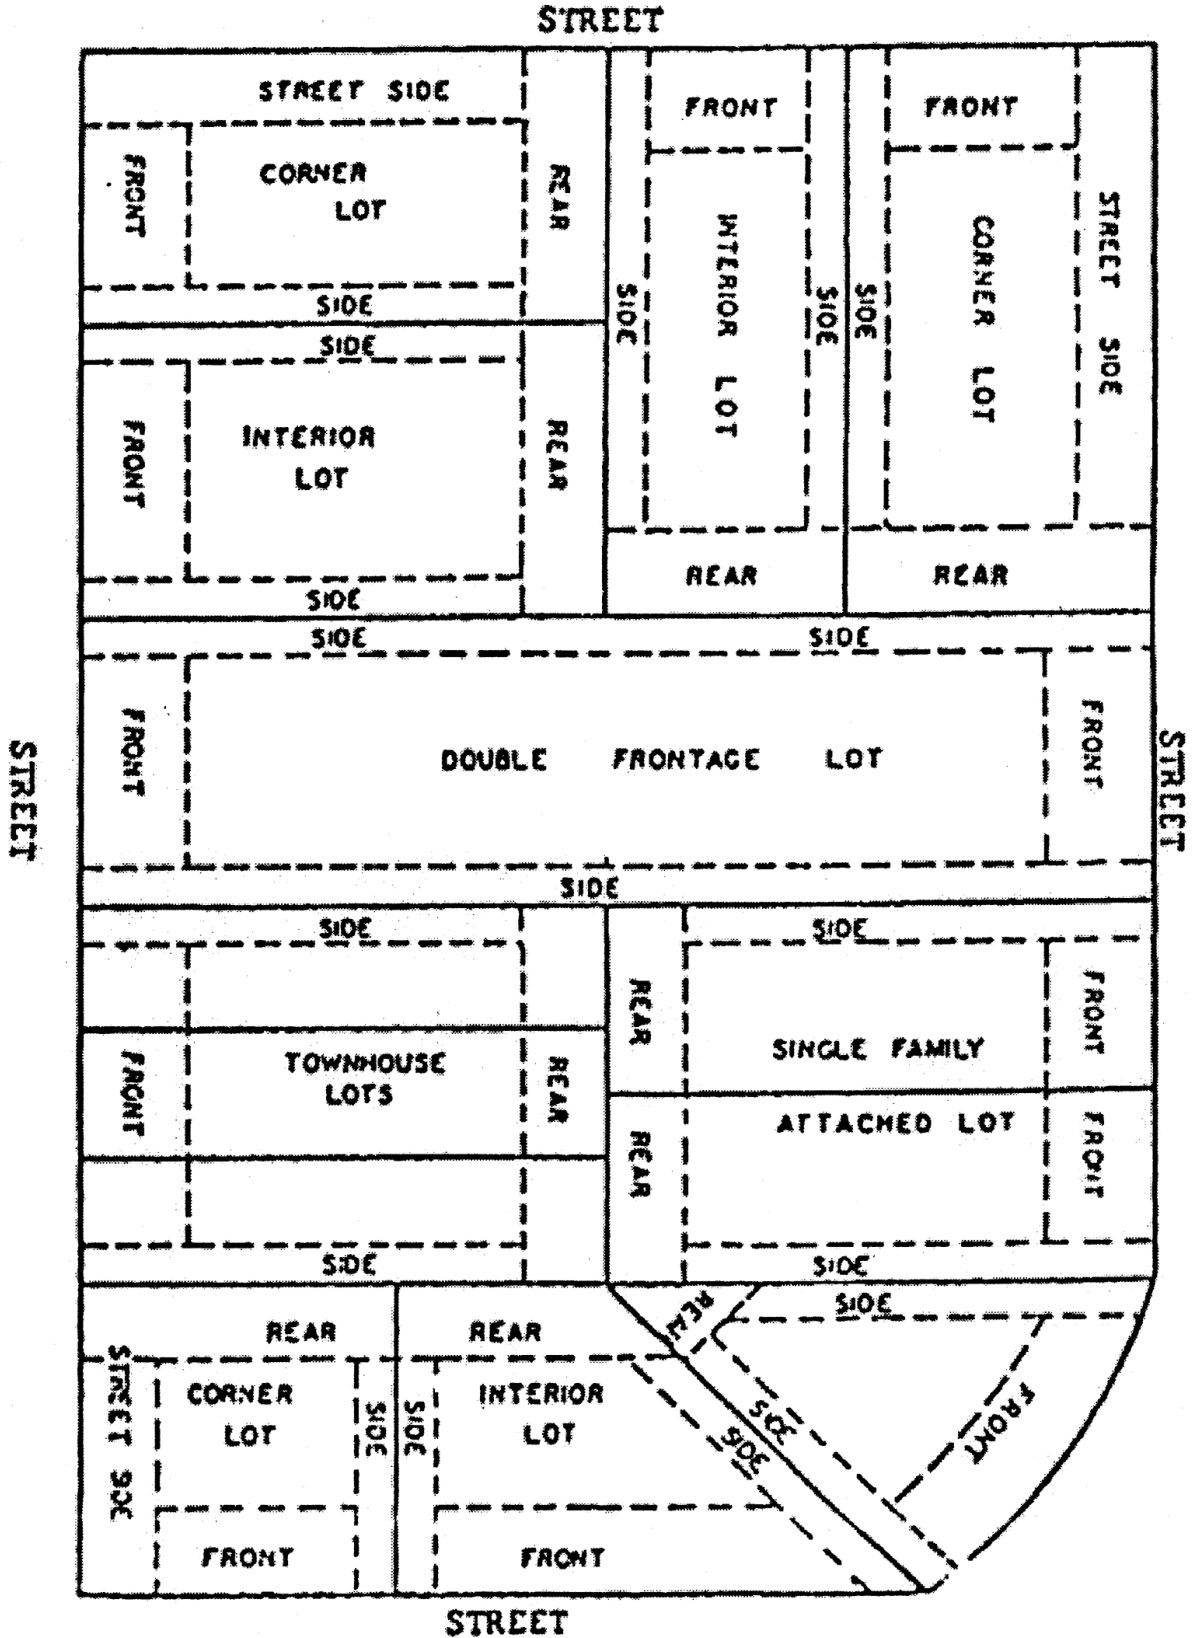 STREET
STREET SIDE
FRONT
CORNER
LOT
REAR
SIDE
FRONT
INTERIOR LOT
SIDE
SIDE
FRONT
CORNER LOT
SIDE
STREET SIDE
SIDE
FRONT
INTERIOR
LOT
REAR
SIDE
REAR
REAR
SIDE
SIDE
STREET
FRONT
DOUBLE FRONTAGE LOT
FRONT
STREET
SIDE
SIDE
SIDE
FRONT
TOWNHOUSE
LOTS
REAR
REAR
SINGLE FAMILY
FRONT
REAR
ATTACHED LOT
FRONT
SIDE
SIDE
REAR
REAR
REAR
SIDE
STREET SIDE
CORNER
LOT
SIDE
SIDE
INTERIOR
LOT
SIDE
SIDE
FRONT
FRONT
FRONT
STREET